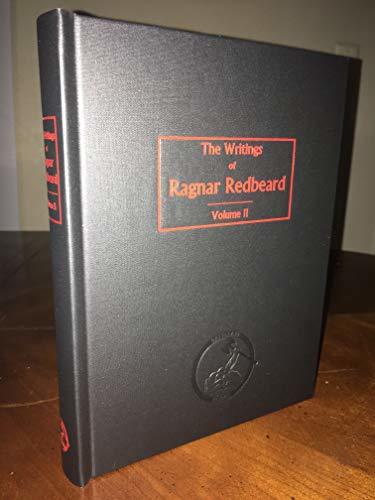 The Writings
of
Ragnar Redbeard
Volume II